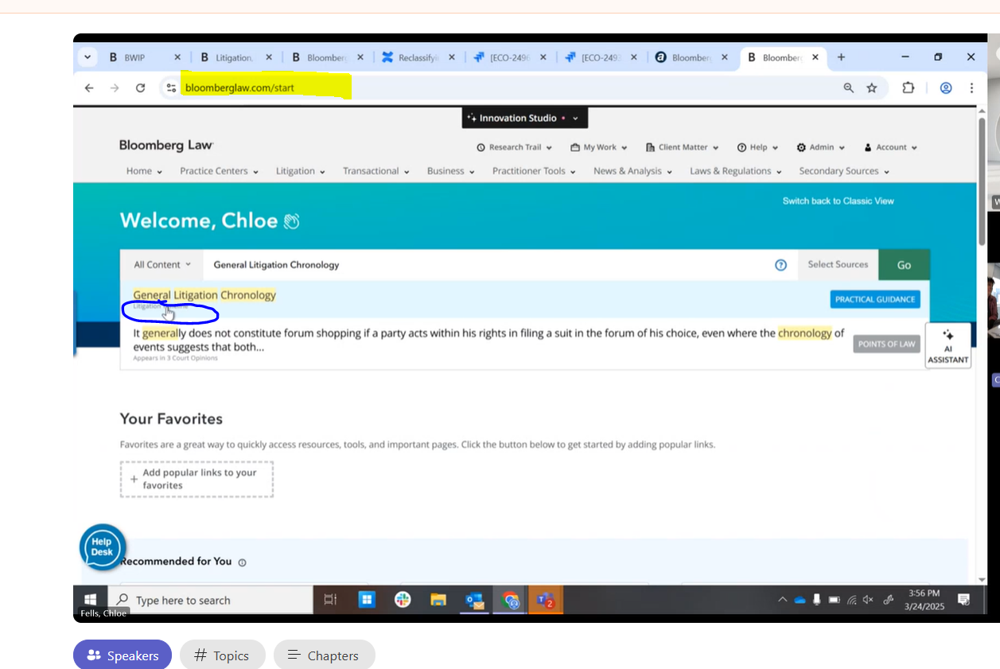 B BWIP
B Litigation,
B Bloomber
Reclassifyi
[ECO-249
[ECO-249
Bloomber
B Bloomber
bloomberglaw.com/start
Innovation Studio
Bloomberg Law
Research Trail
My Work
Client Matter
Help
Admin
Account
Home
Practice Centers
Litigation
Transactional
Business
Practitioner Tools
News & Analysis
Laws & Regulations
Secondary Sources
Switch back to Classic View
Welcome, Chloe
All Content
General Litigation Chronology
Select Sources
Go
General Litigation Chronology
Litigation
PRACTICAL GUIDANCE
It generally does not constitute forum shopping if a party acts within his rights in filing a suit in the forum of his choice, even where the chronology of
events suggests that both...
Appears in 3 Court Opinions
POINTS OF LAW
AI
ASSISTANT
Your Favorites
Favorites are a great way to quickly access resources, tools, and important pages. Click the button below to get started by adding popular links.
+ Add popular links to your
favorites
Help
Desk
Recommended for You
Type here to search
2
3:56 PM
3/24/2025
Fells, Chloe
Speakers
# Topics
Chapters